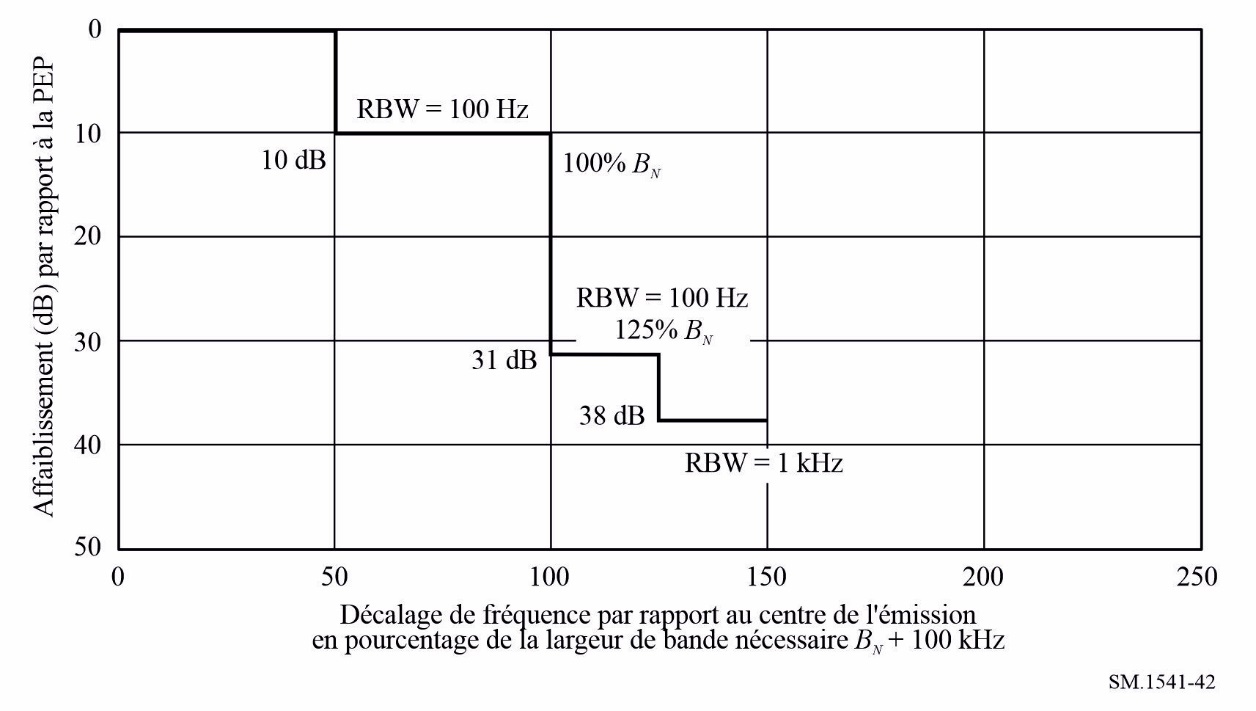 Affaiblissement (dB) par rapport à la PEP
0
10
20
30
40
50
RBW = 100 Hz
10 dB
100% BN
RBW = 100 Hz
125% BN
31 dB
38 dB
RBW = 1 kHz
0 50 100 150 200 250
Décalage de fréquence par rapport au centre de l'émission
en pourcentage de la largeur de bande nécessaire BN + 100 kHz
SM.1541-42